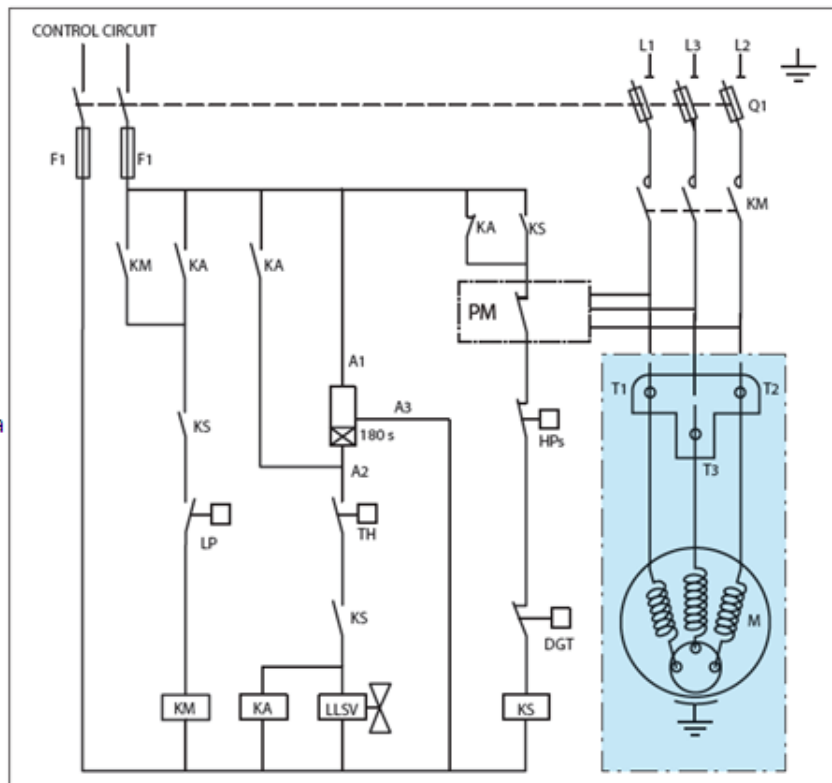 CONTROL CIRCUIT
L1 L3 L2
Q1
F1 F1
KM
KA KS
KM KA KA
PM
A1
T1 T2
A3
a
KS
180 s
HPs
A2
T3
LP
TH
KS
M
DGT
KM KA LLSV KS